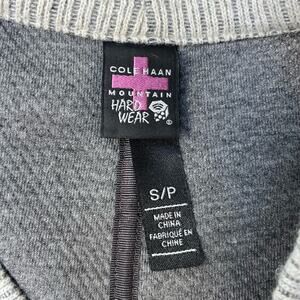 COLE HAAN
MOUNTAIN
HARD
WEAR
S/P
MADE IN
CHINA
FABRIQUÉ EN
CHINE